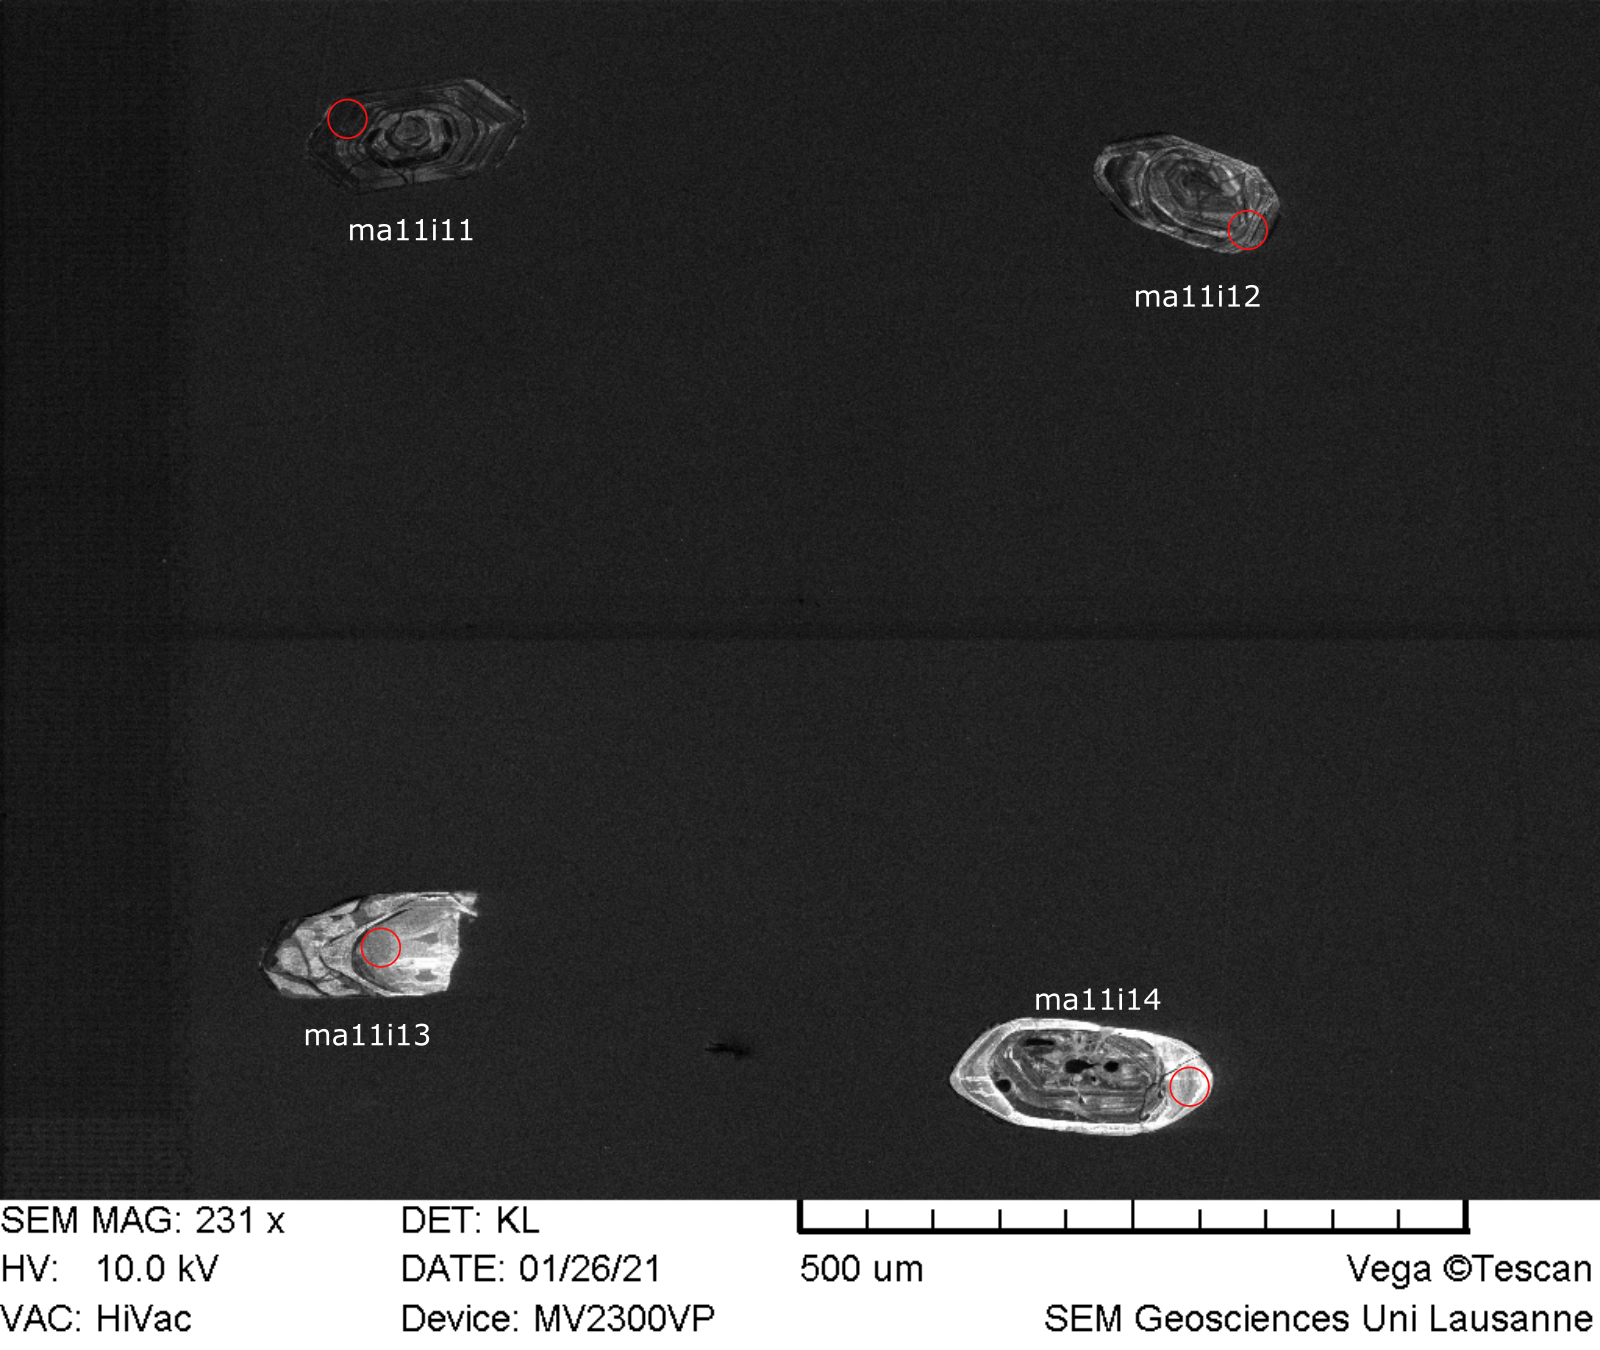 ma11i11
ma11i12
ma11i13
ma11i14
SEM MAG: 231 x
DET: KL
HV: 10.0 kV
DATE: 01/26/21
500 um
Vega ©Tescan
VAC: HiVac
Device: MV2300VP
SEM Geosciences Uni Lausanne